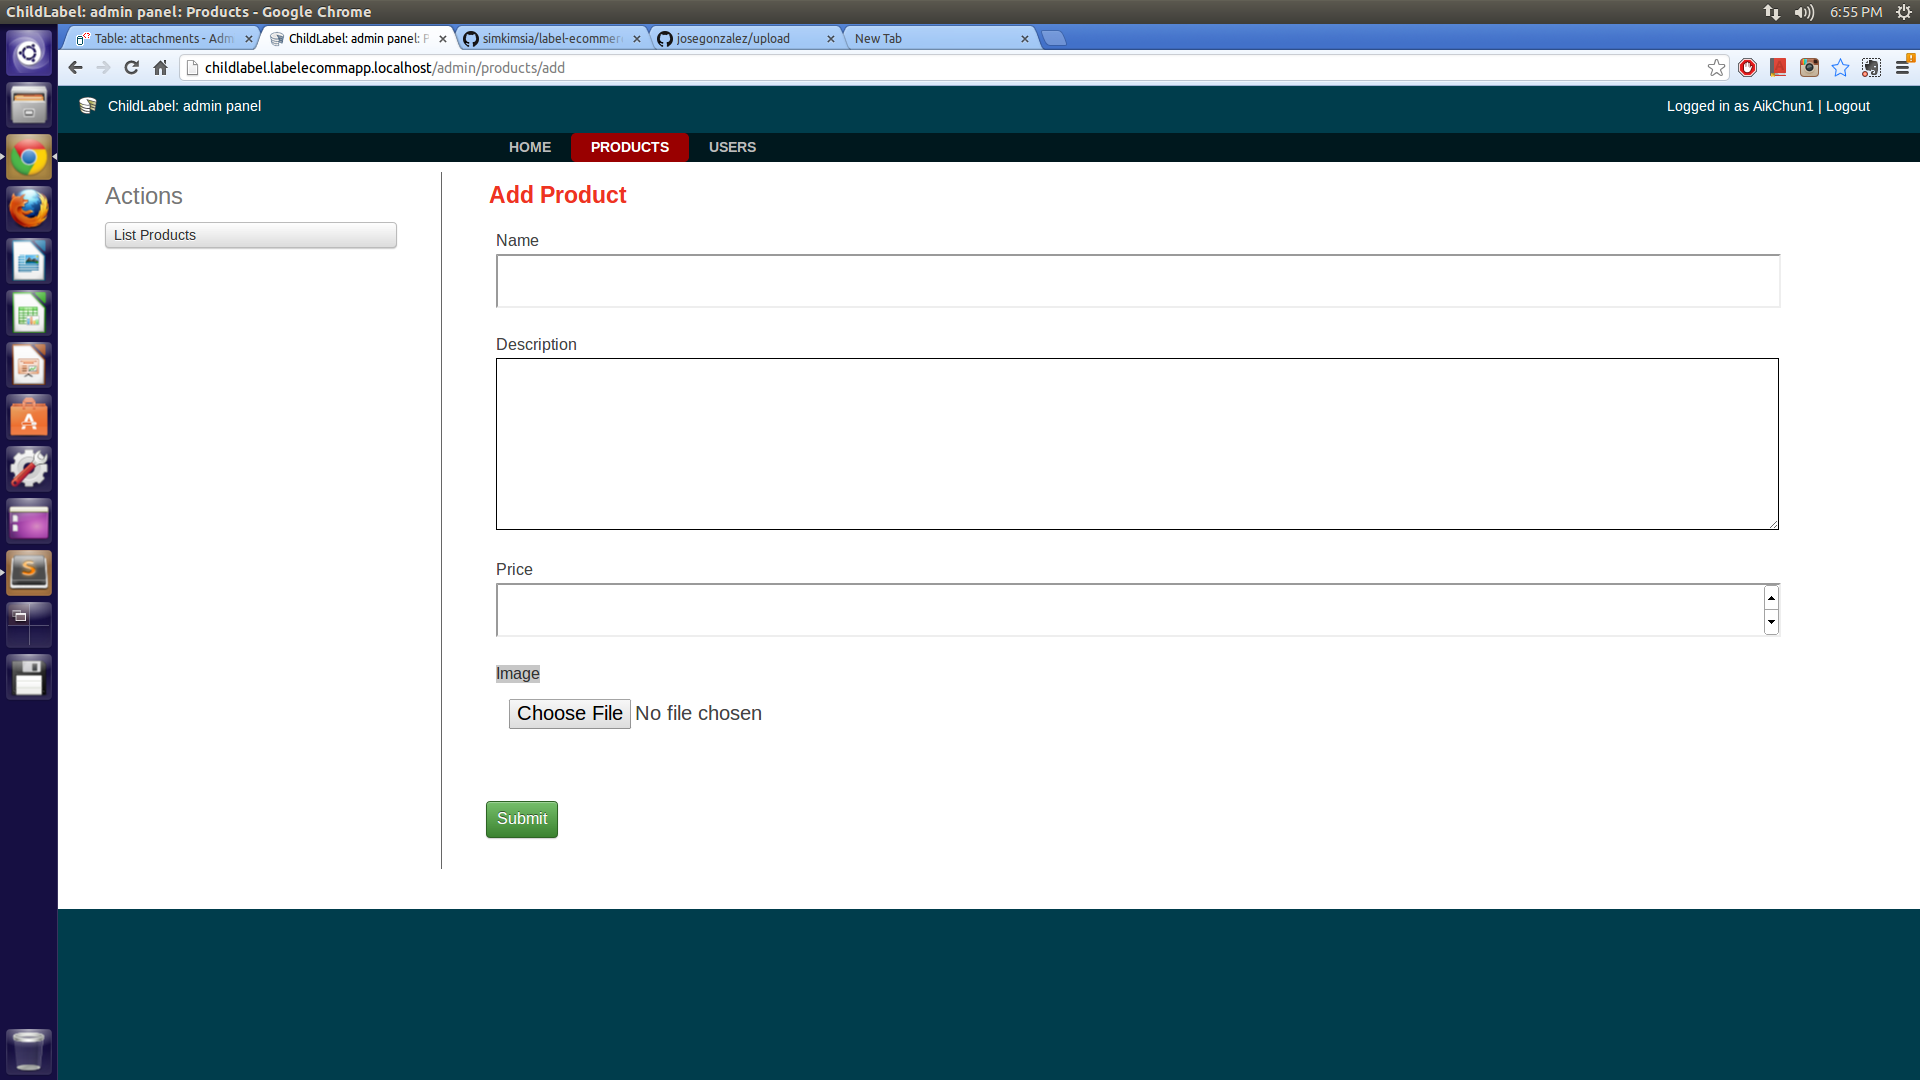 ChildLabel: admin panel: Products - Google Chrome
6:55 PM
Table: attachments - Adm
ChildLabel: admin panel: P
simkimsia/label-ecommer
josegonzalez/upload
New Tab
childlabel.labelecommapp.localhost/admin/products/add
ChildLabel: admin panel
Logged in as AikChun1 | Logout
HOME
PRODUCTS
USERS
Actions
List Products
Add Product
Name
Description
Price
Image
Choose File No file chosen
Submit